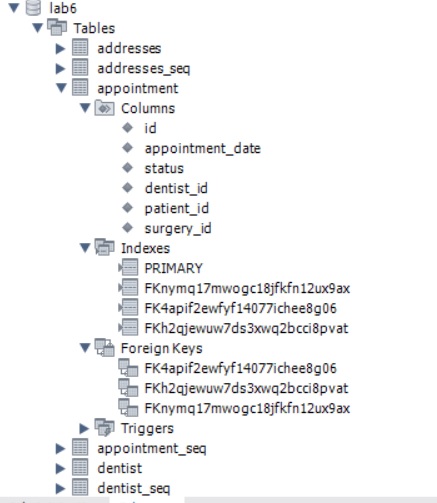 lab6
Tables
addresses
addresses_seq
appointment
Columns
id
appointment_date
status
dentist_id
patient_id
surgery_id
Indexes
PRIMARY
FKnymq17mwogc18jfkfn12ux9ax
FK4apif2ewfyf14077ichee8g06
FKh2qjewuw7ds3xwq2bcci8pvat
Foreign Keys
FK4apif2ewfyf14077ichee8g06
FKh2qjewuw7ds3xwq2bcci8pvat
FKnymq17mwogc18jfkfn12ux9ax
Triggers
appointment_seq
dentist
dentist_seq